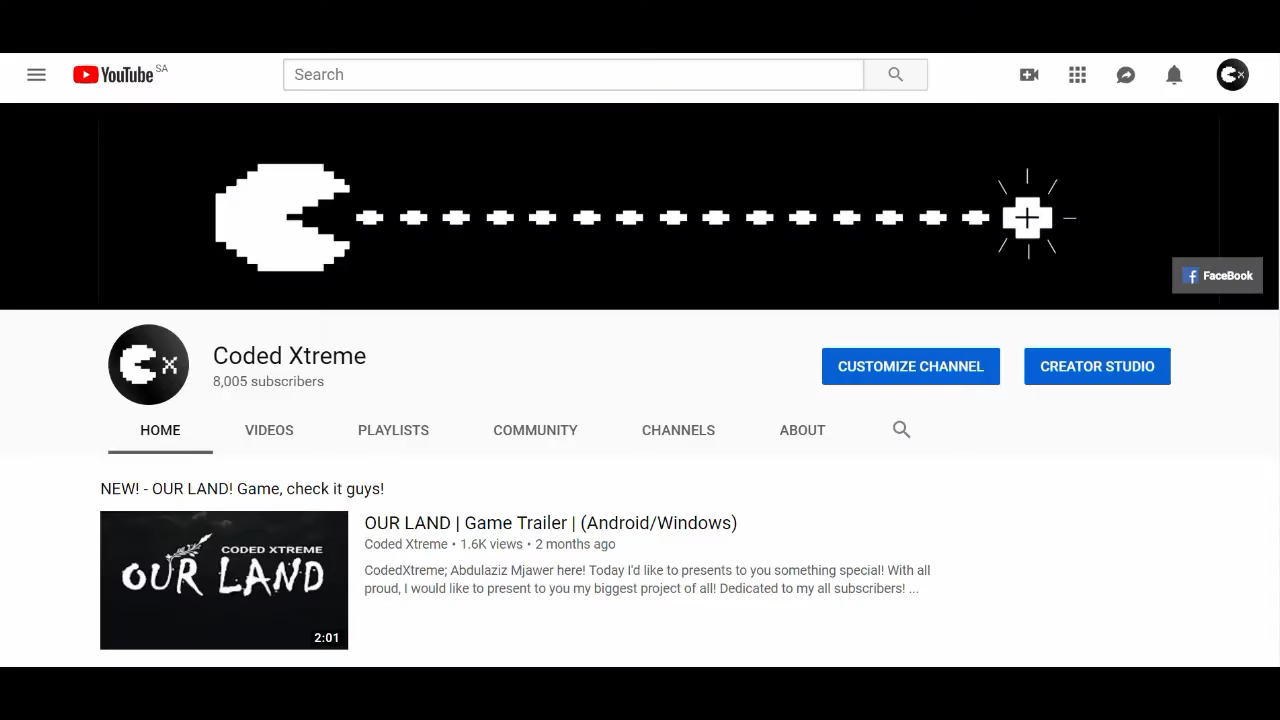 YouTube SA
Search
FaceBook
Coded Xtreme
8,005 subscribers
CUSTOMIZE CHANNEL
CREATOR STUDIO
HOME VIDEOS PLAYLISTS COMMUNITY CHANNELS ABOUT
NEW! - OUR LAND! Game, check it guys!
CODED XTREME
OUR LAND
2:01
OUR LAND | Game Trailer | (Android/Windows)
Coded Xtreme • 1.6K views • 2 months ago
CodedXtreme; Abdulaziz Mjawer here! Today I'd like to presents to you something special! With all
proud, I would like to present to you my biggest project of all! Dedicated to my all subscribers! ...